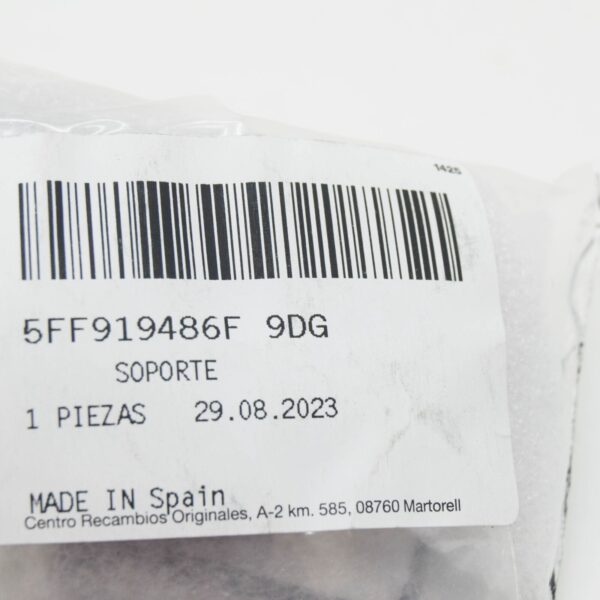 1425
5FF919486F 9DG
SOPORTE
1 PIEZAS 29.08.2023
MADE IN Spain
Centro Recambios Originales, A-2 km. 585, 08760 Martorell